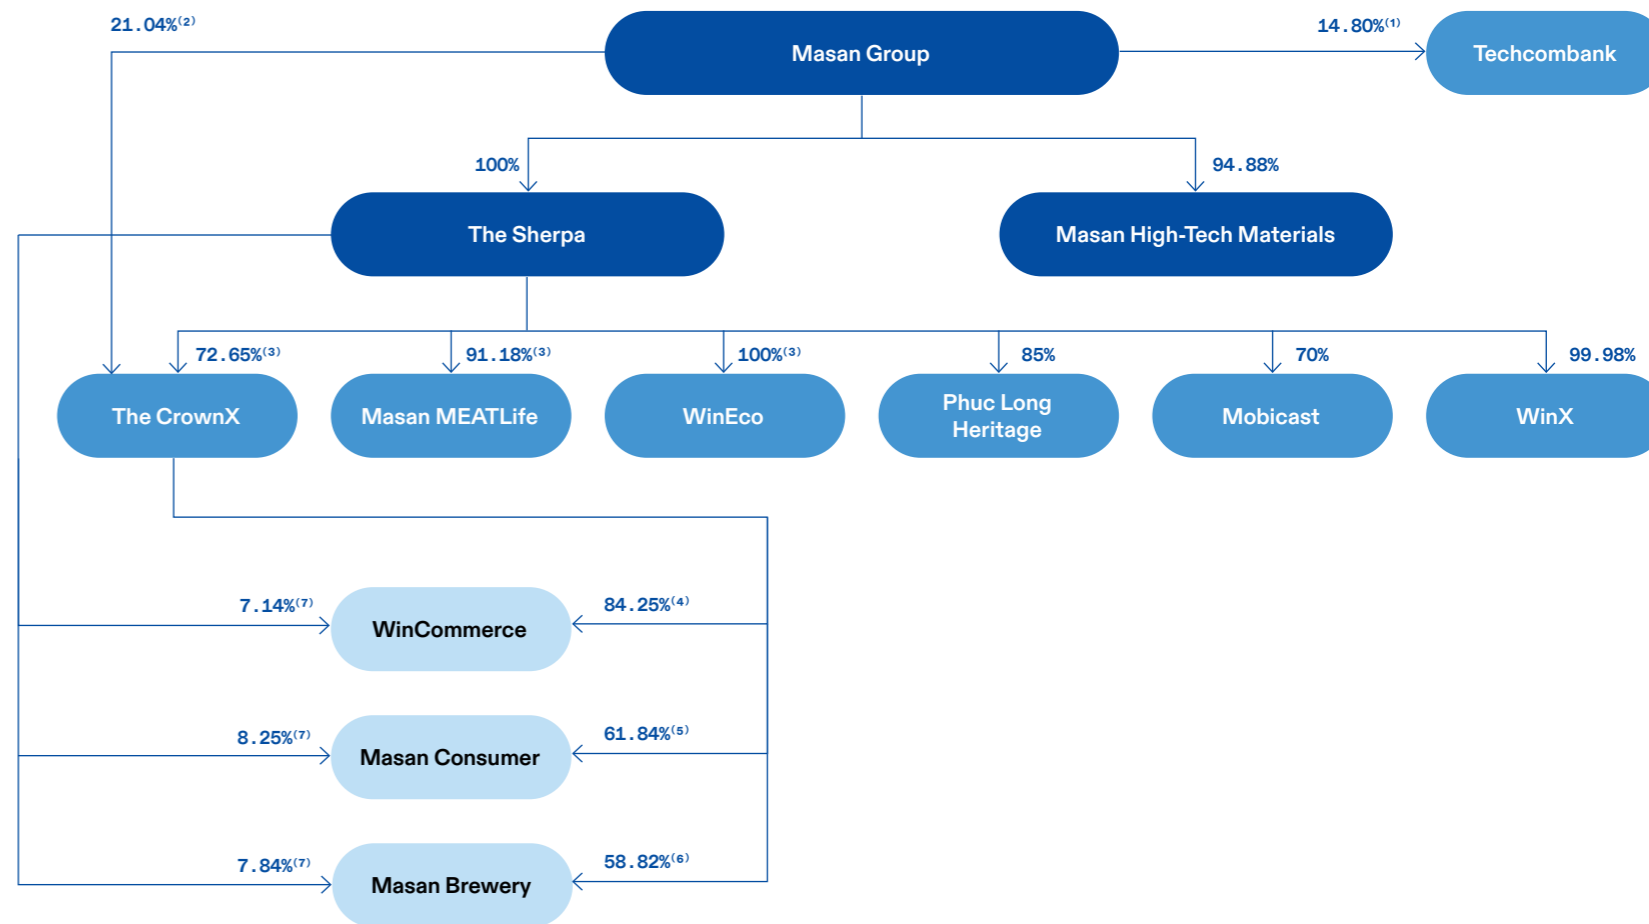 21.04%⁽²⁾
Masan Group
14.80%⁽¹⁾
Techcombank
100%
94.88%
The Sherpa
Masan High-Tech Materials
72.65%⁽³⁾
91.18%⁽³⁾
100%⁽³⁾
85%
70%
99.98%
The CrownX
Masan MEATLife
WinEco
Phuc Long
Heritage
Mobicast
WinX
7.14%⁽⁷⁾
WinCommerce
84.25%⁽⁴⁾
8.25%⁽⁷⁾
Masan Consumer
61.84%⁽⁵⁾
7.84%⁽⁷⁾
Masan Brewery
58.82%⁽⁶⁾